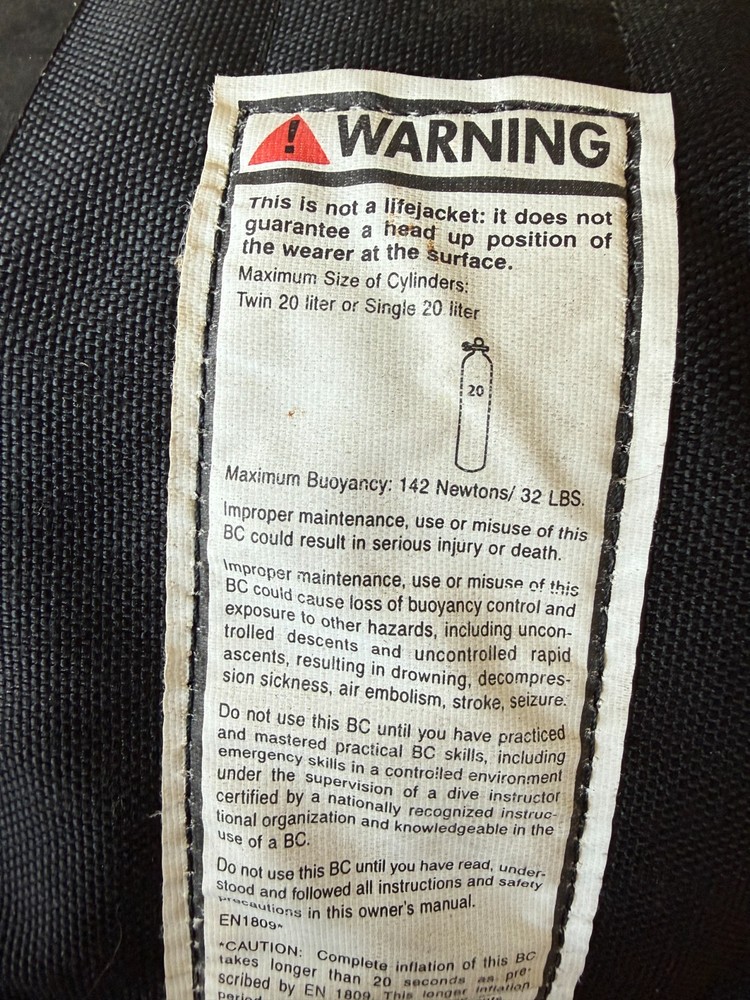 ! WARNING
This is not a lifejacket: it does not
guarantee a head up position of
the wearer at the surface.
Maximum Size of Cylinders:
Twin 20 liter or Single 20 liter
20
Maximum Buoyancy: 142 Newtons/ 32 LBS.
Improper maintenance, use or misuse of this
BC could result in serious injury or death.
Improper maintenance, use or misuse of this
BC could cause loss of buoyancy control and
exposure to other hazards, including uncon-
trolled descents and uncontrolled rapid
ascents, resulting in drowning, decompres-
sion sickness, air embolism, stroke, seizure.
Do not use this BC until you have practiced
and mastered practical BC skills, including
emergency skills in a controlled environment
under the supervision of a dive instructor
certified by a nationally recognized instruc-
tional organization and knowledgeable in the
use of a BC.
Do not use this BC until you have read, under-
stood and followed all instructions and safety
precautions in this owner's manual.
EN1809*
*CAUTION: Complete inflation of this BC
takes longer than 20 seconds as pre-
scribed by EN 1809. This longer inflation
period